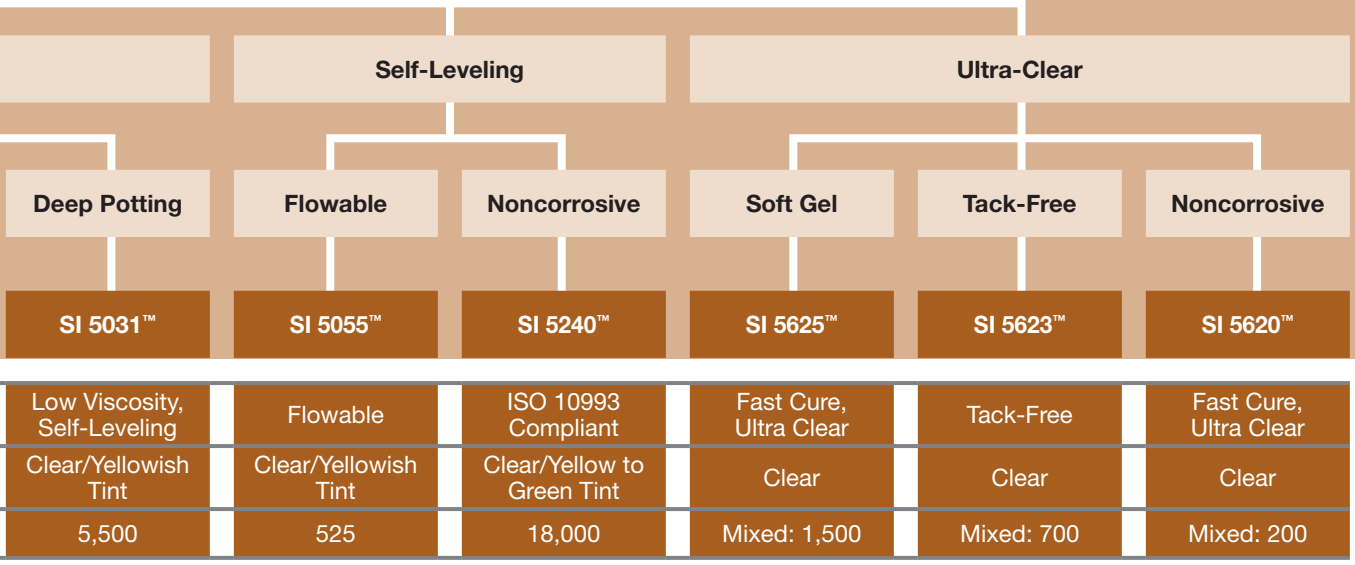 Self-Leveling
Ultra-Clear
Deep Potting
Flowable
Noncorrosive
Soft Gel
Tack-Free
Noncorrosive
SI 5031™
SI 5055™
SI 5240™
SI 5625™
SI 5623™
SI 5620™
Low Viscosity,
Self-Leveling
Flowable
ISO 10993
Compliant
Fast Cure,
Ultra Clear
Tack-Free
Fast Cure,
Ultra Clear
Clear/Yellowish
Tint
Clear/Yellowish
Tint
Clear/Yellow to
Green Tint
Clear
Clear
Clear
5,500
525
18,000
Mixed: 1,500
Mixed: 700
Mixed: 200